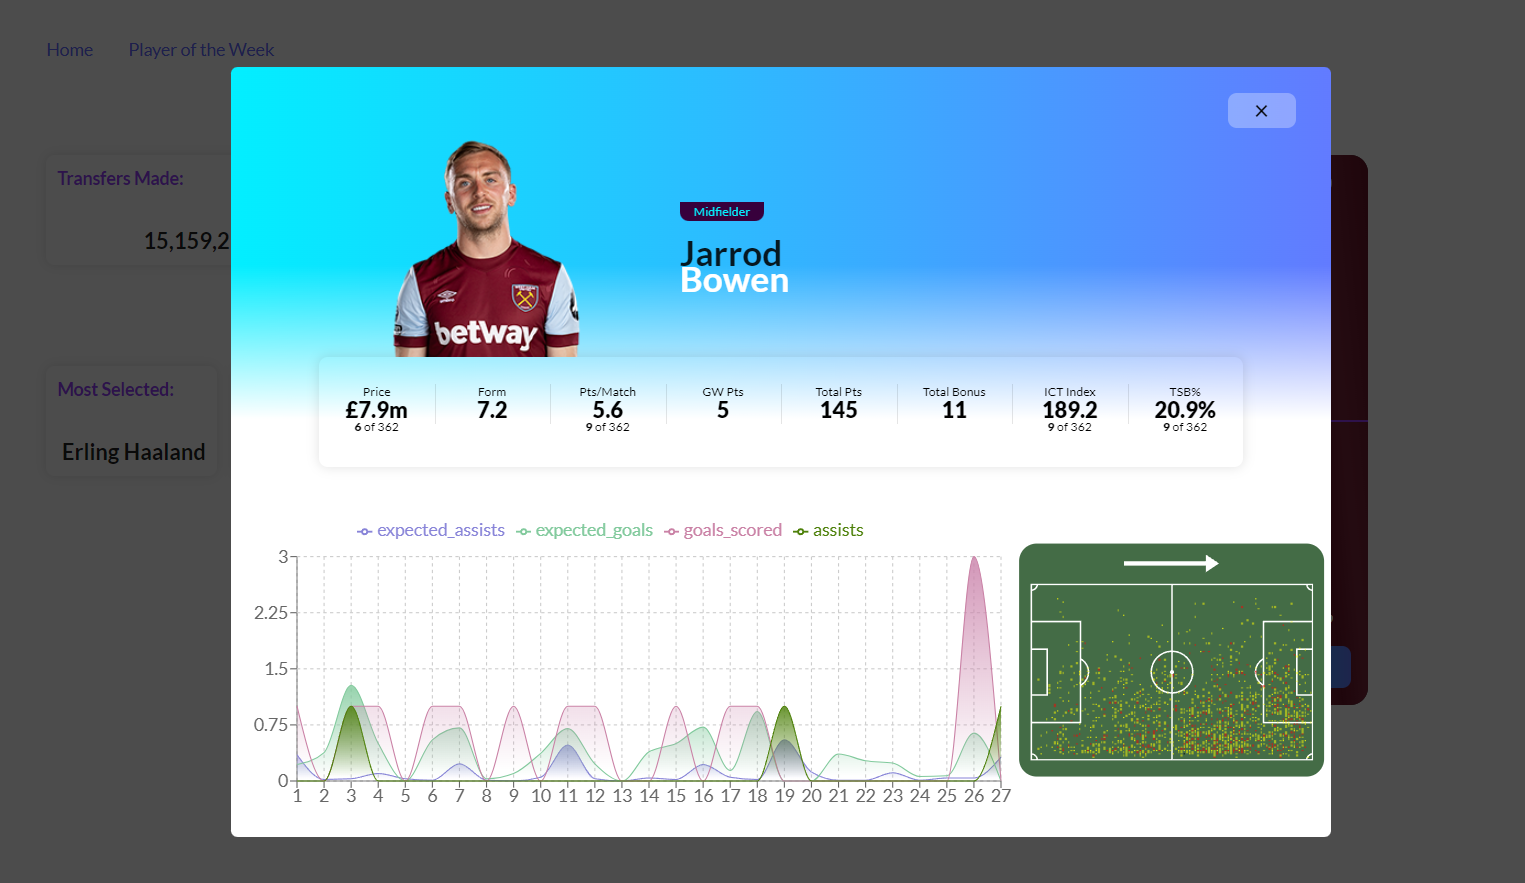 Home Player of the Week
Transfers Made:
15,159,2
Most Selected:
Erling Haaland
×
Midfielder
Jarrod
Bowen
betway
Price Form Pts/Match GW Pts Total Pts Total Bonus ICT Index TSB%
£7.9m 7.2 5.6 5 145 11 189.2 20.9%
6 of 362 9 of 362 9 of 362 9 of 362
expected_assists expected_goals goals_scored assists
3
2.25
1.5
0.75
0
1 2 3 4 5 6 7 8 9 10 11 12 13 14 15 16 17 18 19 20 21 22 23 24 25 26 27